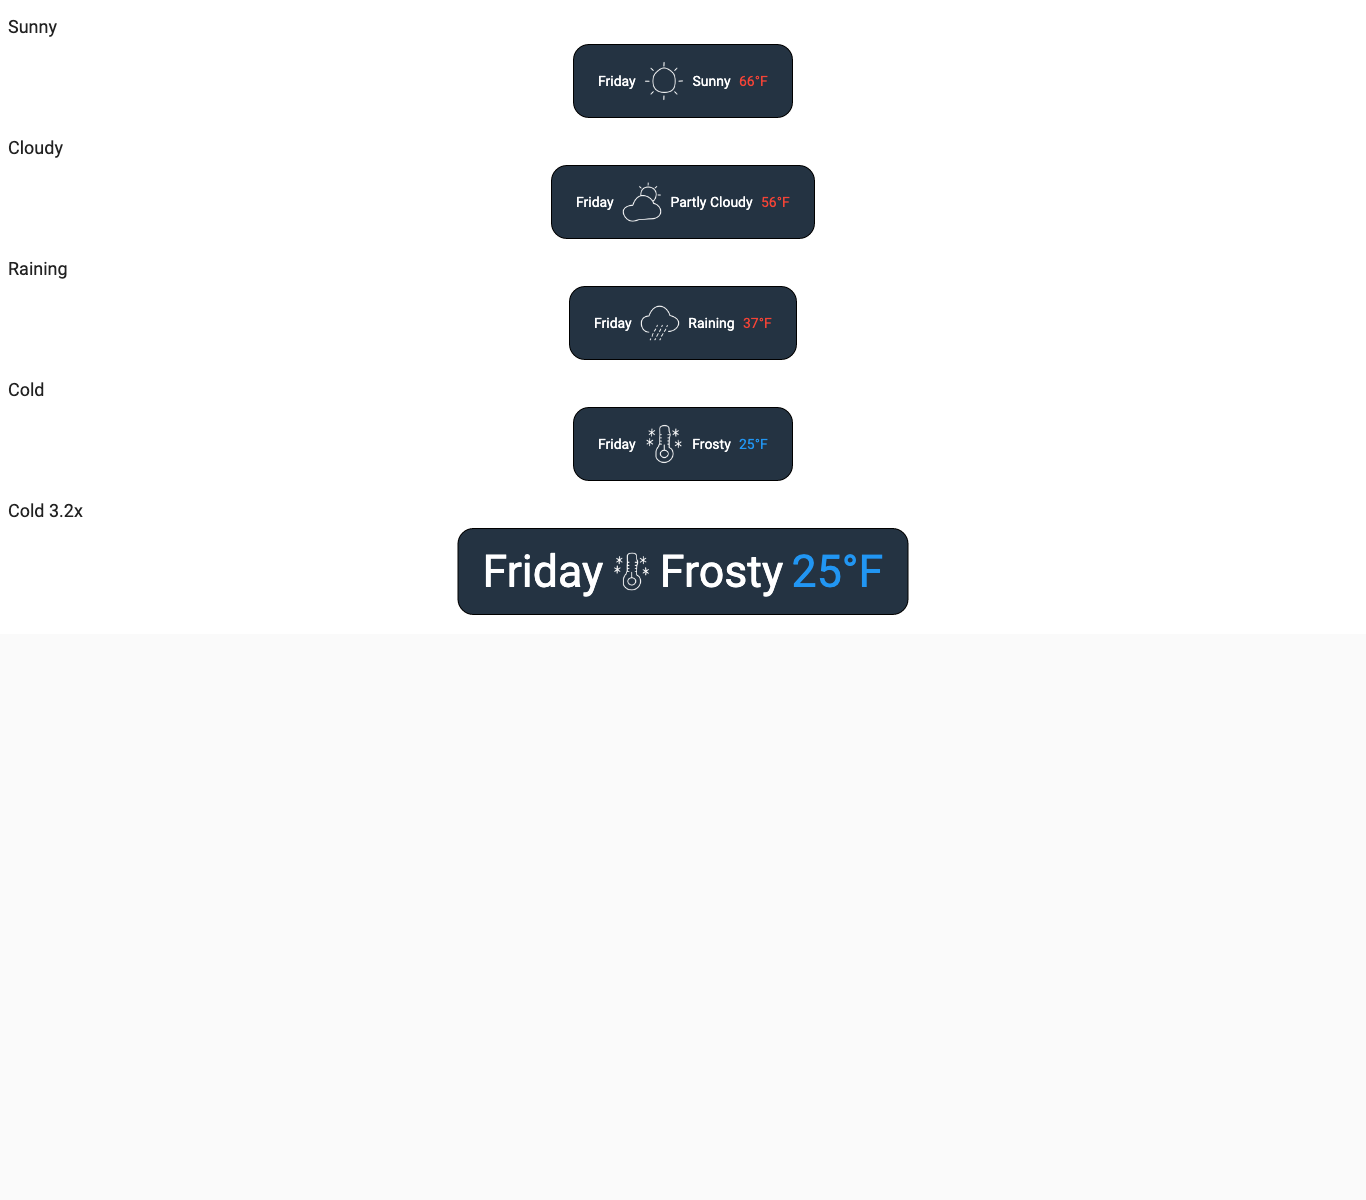 Sunny
Friday Sunny 66°F
Cloudy
Friday Partly Cloudy 56°F
Raining
Friday Raining 37°F
Cold
Friday Frosty 25°F
Cold 3.2x
Friday Frosty 25°F